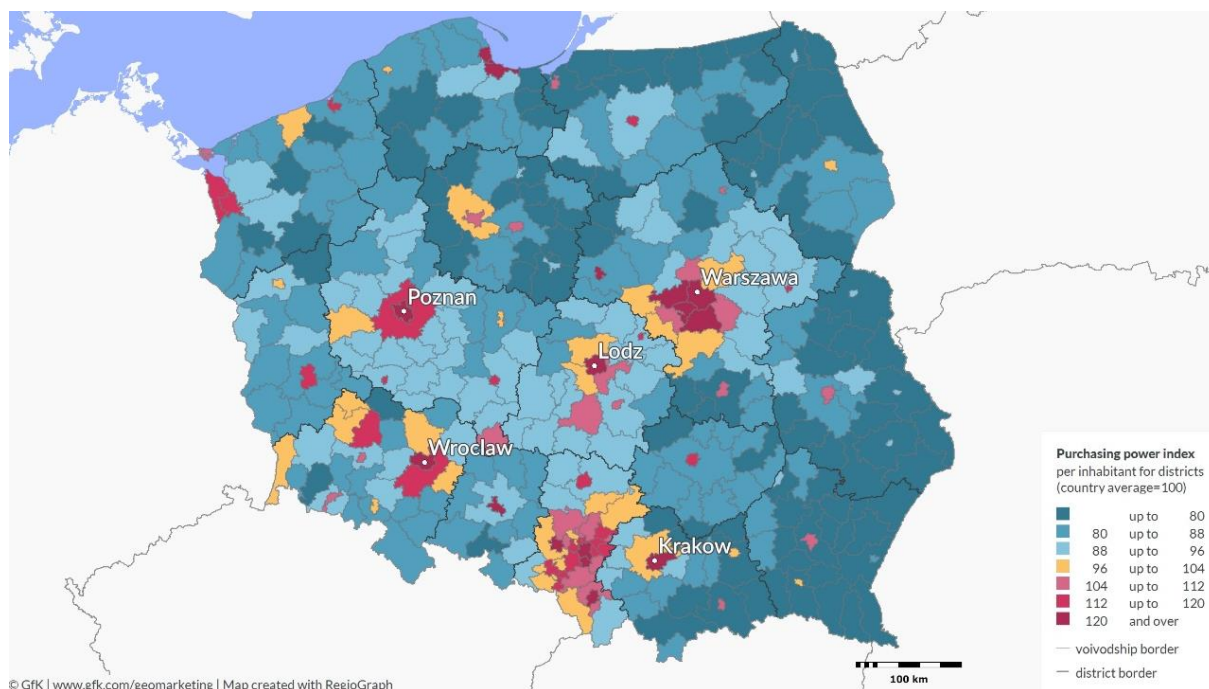 Poznan
Warszawa
Lodz
Wroclaw
Krakow
Purchasing power index
per inhabitant for districts
(country average=100)
up to 80
80 up to 88
88 up to 96
96 up to 104
104 up to 112
112 up to 120
120 and over
voivodship border
district border
100 km
© GfK | www.gfk.com/geomarketing | Map created with RegioGraph